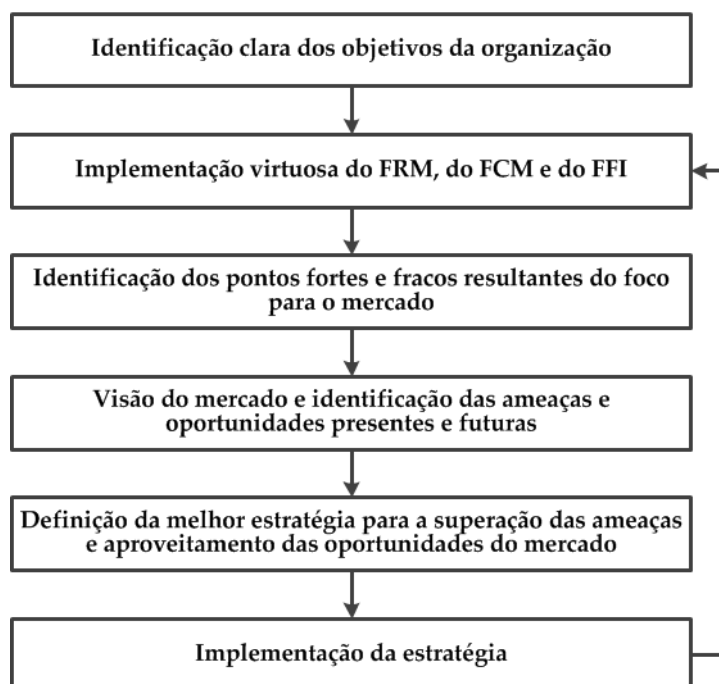 Identificação clara dos objetivos da organização
Implementação virtuosa do FRM, do FCM e do FFI
Identificação dos pontos fortes e fracos resultantes do foco
para o mercado
Visão do mercado e identificação das ameaças e
oportunidades presentes e futuras
Definição da melhor estratégia para a superação das ameaças
e aproveitamento das oportunidades do mercado
Implementação da estratégia